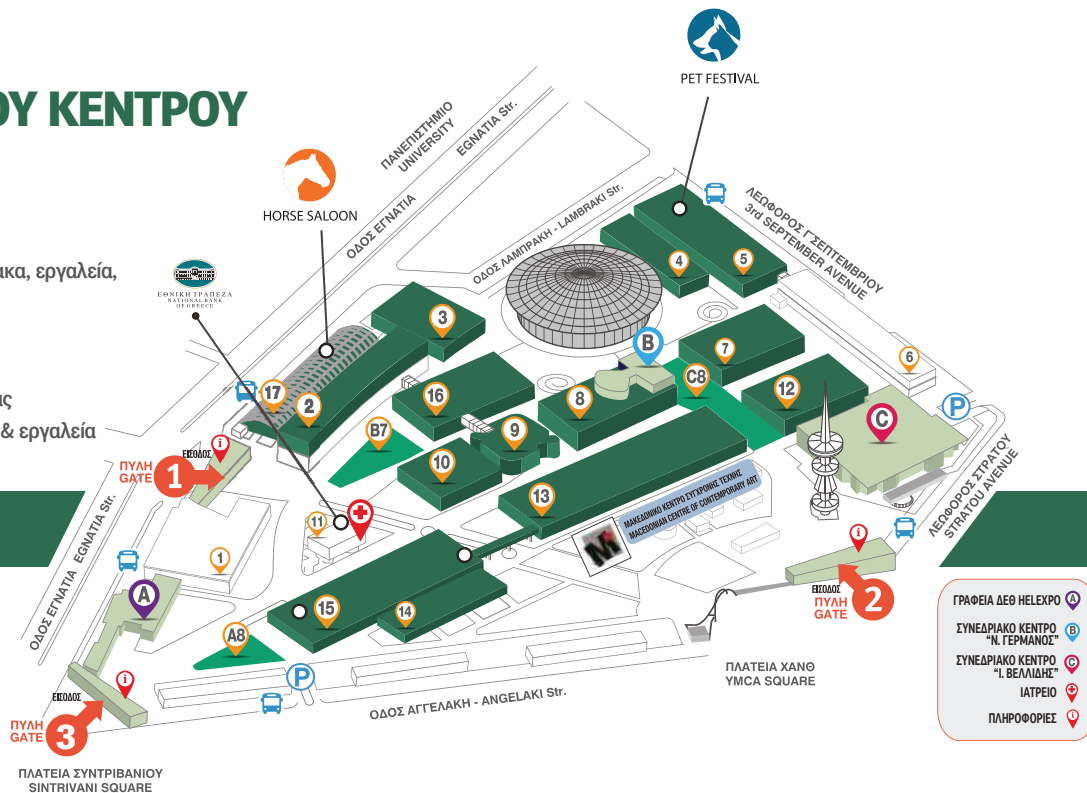 ΟΥ ΚΕΝΤΡΟΥ
PET FESTIVAL
ΠΑΝΕΠΙΣΤΗΜΙΟ
UNIVERSITY
EGNATIA Str.
ΟΔΟΣ ΕΓΝΑΤΙΑ
HORSE SALOON
ΟΔΟΣ ΛΑΜΠΡΑΚΗ - LAMBRAKI Str.
ΛΕΩΦΟΡΟΣ Γ'ΣΕΠΤΕΜΒΡΙΟΥ
3rd SEPTEMBER AVENUE
ακα, εργαλεία,
ΕΘΝΙΚΗ ΤΡΑΠΕΖΑ
NATIONAL BANK
OF GREECE
4
5
3
B
7
6
17
2
16
8
C8
12
P
ας
& εργαλεία
B7
9
C
10
ΕΙΣΟΔΟΣ
i
ΠΥΛΗ
GATE
1
13
ΜΑΚΕΔΟΝΙΚΟ ΚΕΝΤΡΟ ΣΥΓΧΡΟΝΗΣ ΤΕΧΝΗΣ
MACEDONIAN CENTRE OF CONTEMPORARY ART
ΛΕΩΦΟΡΟΣ ΣΤΡΑΤΟΥ
STRATOU AVENUE
11
1
ΟΔΟΣ ΕΓΝΑΤΙΑ EGNATIA Str.
A
15
14
A8
i
ΕΙΣΟΔΟΣ
ΠΥΛΗ
GATE
2
ΠΛΑΤΕΙΑ ΧΑΝΘ
YMCA SQUARE
P
ΟΔΟΣ ΑΓΓΕΛΑΚΗ - ANGELAKI Str.
i
ΕΙΣΟΔΟΣ
ΠΥΛΗ
GATE
3
ΠΛΑΤΕΙΑ ΣΥΝΤΡΙΒΑΝΙΟΥ
SINTRIVANI SQUARE
ΓΡΑΦΕΙΑ ΔΕΘ HELEXPO A
ΣΥΝΕΔΡΙΑΚΟ ΚΕΝΤΡΟ
"Ν. ΓΕΡΜΑΝΟΣ" B
ΣΥΝΕΔΡΙΑΚΟ ΚΕΝΤΡΟ
"Ι. ΒΕΛΛΙΔΗΣ" C
ΙΑΤΡΕΙΟ
ΠΛΗΡΟΦΟΡΙΕΣ i